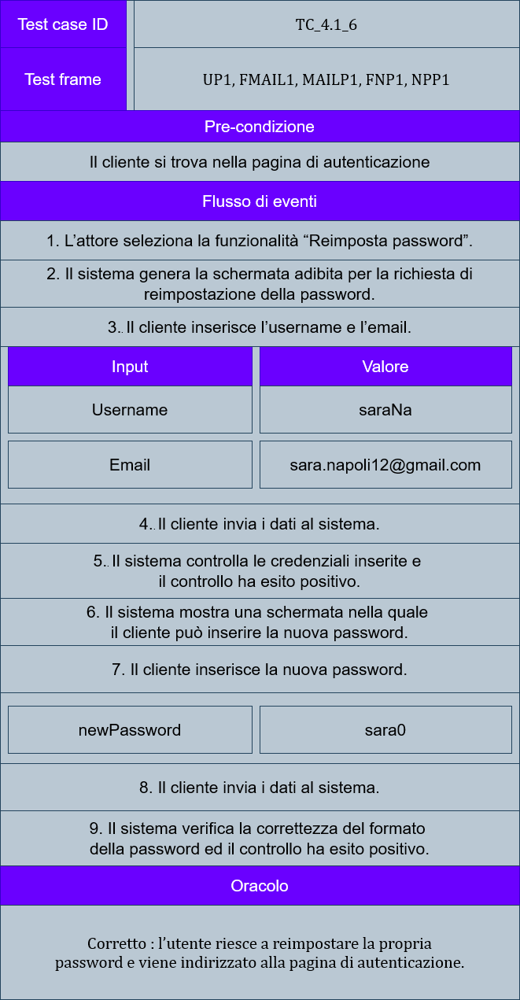 Test case ID
TC_4.1_6
Test frame
UP1, FMAIL1, MAILP1, FNP1, NPP1
Pre-condizione
Il cliente si trova nella pagina di autenticazione
Flusso di eventi
1. L’attore seleziona la funzionalità “Reimposta password”.
2. Il sistema genera la schermata adibita per la richiesta di
reimpostazione della password.
3.. Il cliente inserisce l’username e l’email.
Input
Valore
Username
saraNa
Email
sara.napoli12@gmail.com
4.. Il cliente invia i dati al sistema.
5.. Il sistema controlla le credenziali inserite e
il controllo ha esito positivo.
6. Il sistema mostra una schermata nella quale
il cliente può inserire la nuova password.
7. Il cliente inserisce la nuova password.
newPassword
sara0
8. Il cliente invia i dati al sistema.
9. Il sistema verifica la correttezza del formato
della password ed il controllo ha esito positivo.
Oracolo
Corretto : l’utente riesce a reimpostare la propria
password e viene indirizzato alla pagina di autenticazione.